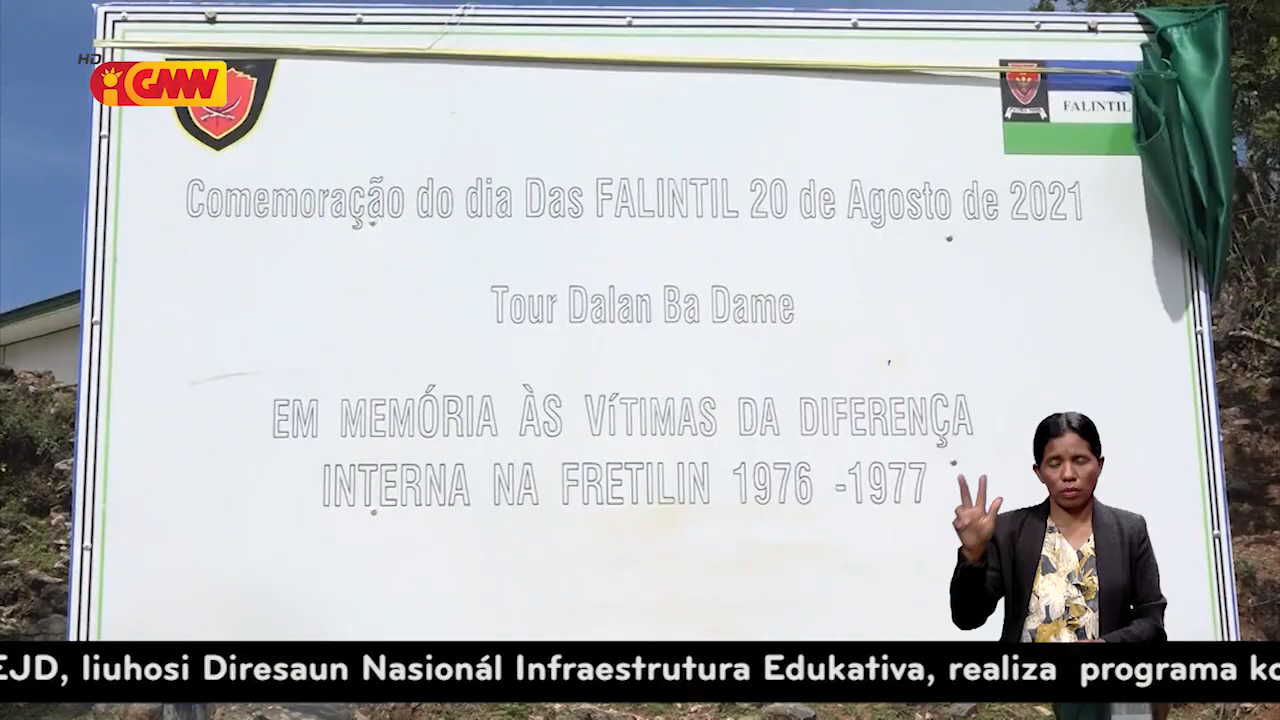 HD
GMN
FALINTIL
Comemoração do dia Das FALINTIL 20 de Agosto de 2021
Tour Dalan Ba Dame
EM MEMÓRIA ÀS VíTIMAS DA DIFERENÇA
INTERNA NA FRETILIN 1976 -1977
EJD, liuhosi Diresaun Nasionál Infraestrutura Edukativa, realiza programa ko